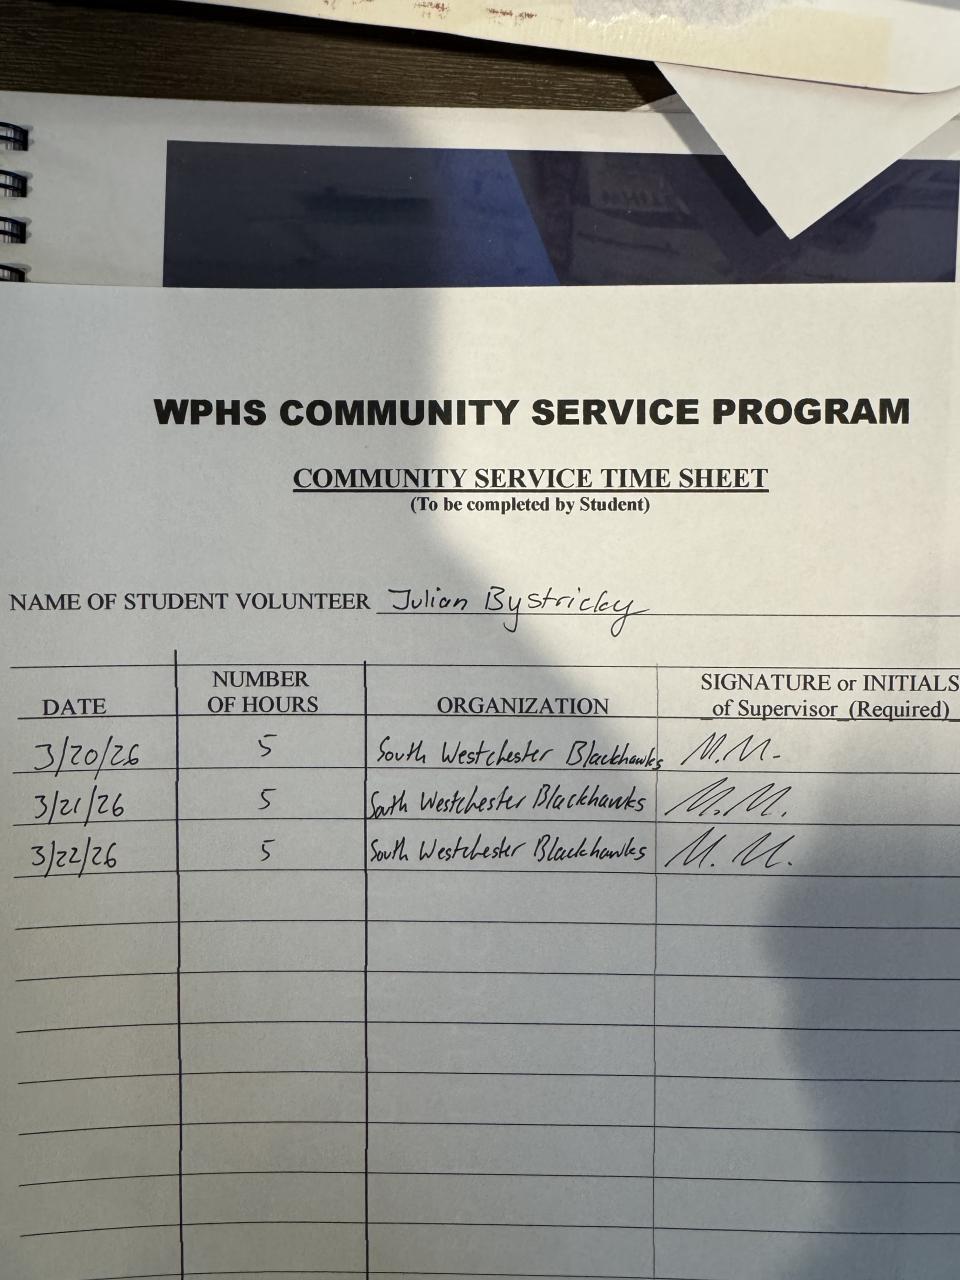 WPHS COMMUNITY SERVICE PROGRAM
COMMUNITY SERVICE TIME SHEET
(To be completed by Student)
NAME OF STUDENT VOLUNTEER Julian Bystricky
DATE NUMBER OF HOURS ORGANIZATION SIGNATURE or INITIALS of Supervisor (Required)
3/20/26 5 South Westchester Blackhawks M.M.
3/21/26 5 South Westchester Blackhawks M.M.
3/22/26 5 South Westchester Blackhawks M.M.